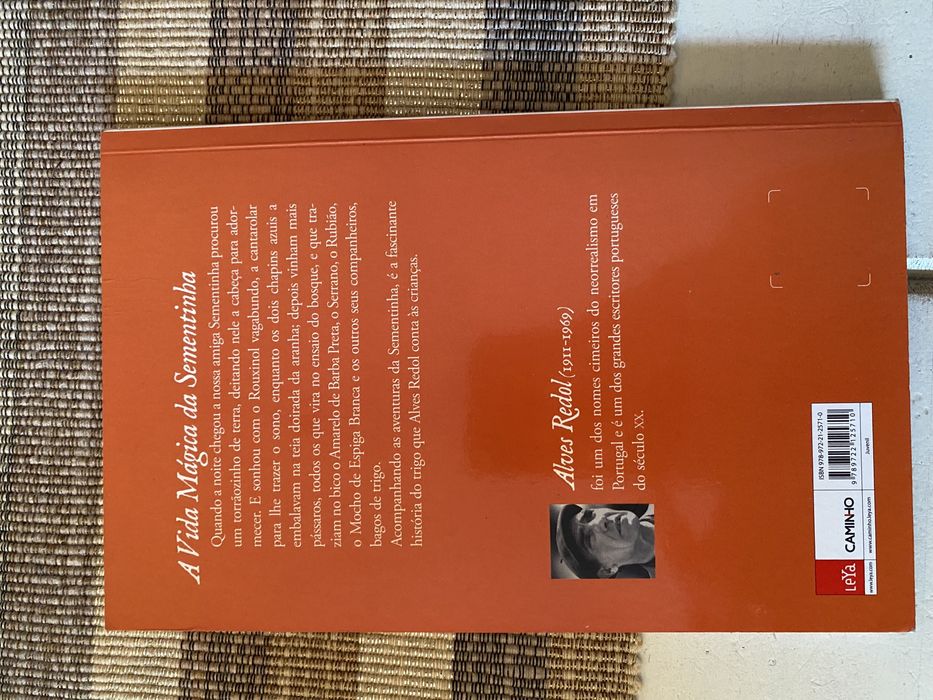 A Vida Mágica da Sementinha
Quando a noite chegou a nossa amiga Sementinha procurou
um torrãozinho de terra, deitando nele a cabeça para ador-
mecer. E sonhou com o Rouxinol vagabundo, a cantarolar
para lhe trazer o sono, enquanto os dois chapins azuis a
embalavam na teia doirada da aranha; depois vinham mais
pássaros, todos os que vira no ensaio do bosque, e que tra-
ziam no bico o Amarelo de Barba Preta, o Serrano, o Rubião,
o Mocho de Espiga Branca e os outros seus companheiros,
bagos de trigo.
Acompanhando as aventuras da Sementinha, é a fascinante
história do trigo que Alves Redol conta às crianças.
Alves Redol (1911-1969)
foi um dos nomes cimeiros do neorrealismo em
Portugal e é um dos grandes escritores portugueses
do século XX.
LeYa
CAMINHO
www.leya.com
www.caminho.leya.com
ISBN 978-972-21-2571-0
9 789722 125710
Juvenil